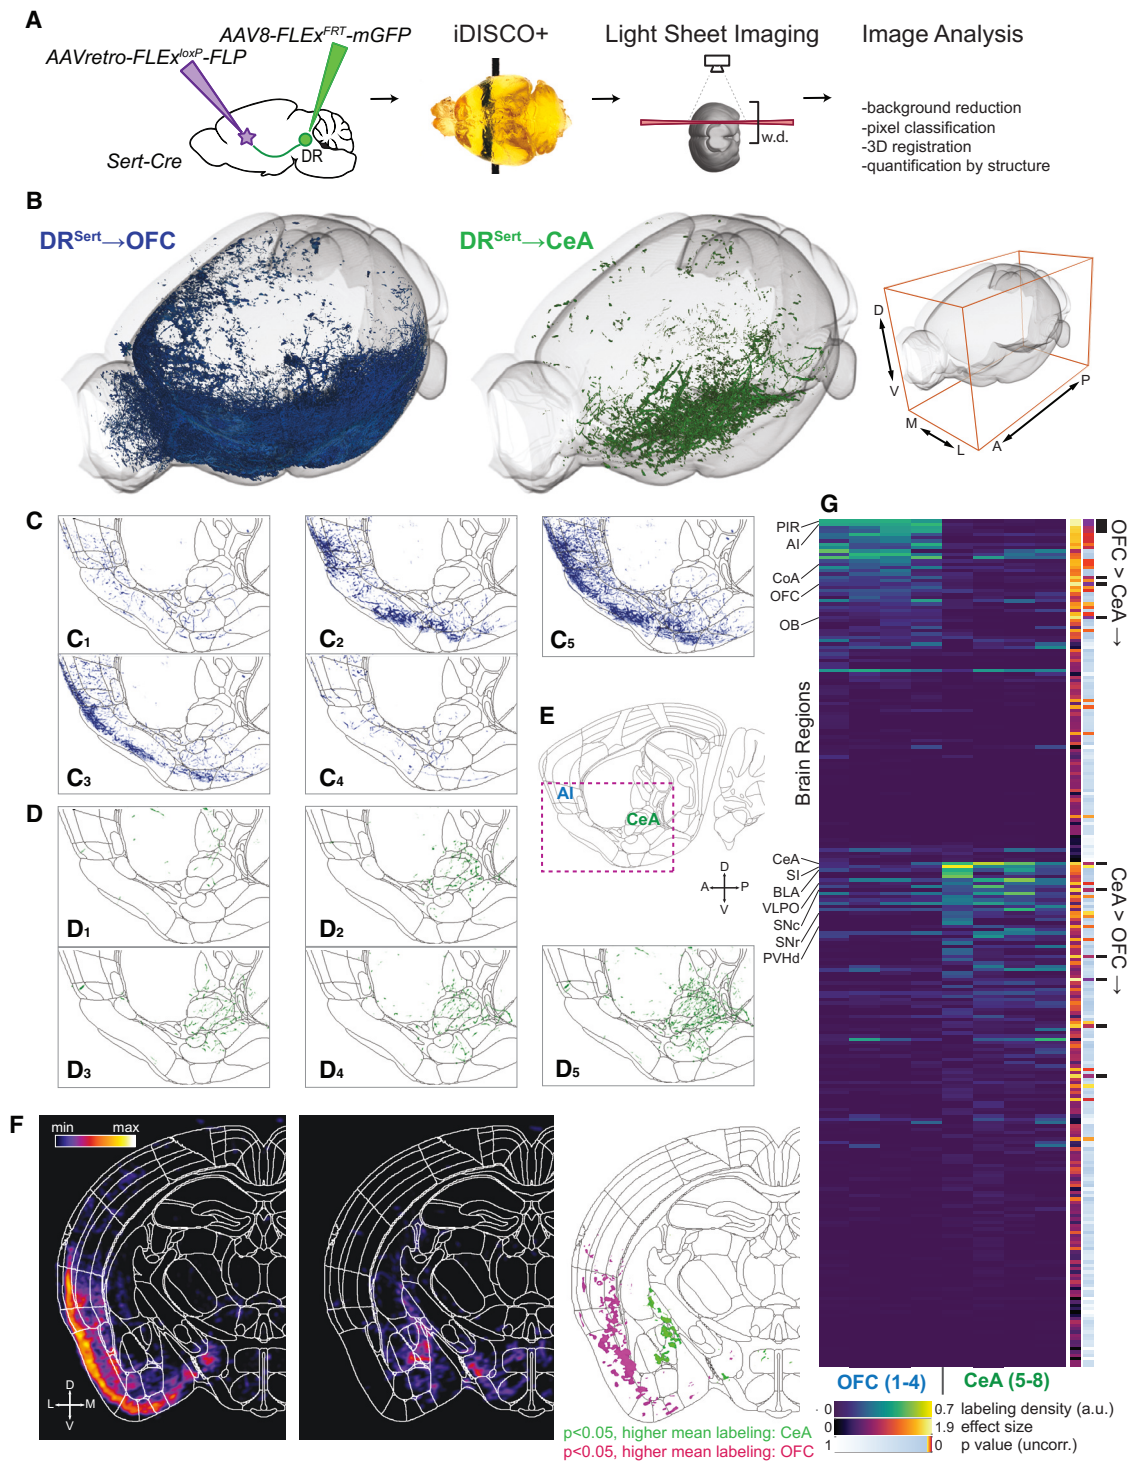 A
AAVretro-FLEx^loxP-FLP
AAV8-FLEx^FRT-mGFP
DR
Sert-Cre
iDISCO+
Light Sheet Imaging
w.d.
Image Analysis
-background reduction
-pixel classification
-3D registration
-quantification by structure
B
DR^Sert→OFC
DR^Sert→CeA
D
V
M
L
A
P
C
C1
C2
C5
C3
C4
D
D1
D2
D3
D4
D5
E
AI
CeA
D
A P
V
F
min max
D
L M
V
p<0.05, higher mean labeling: CeA
p<0.05, higher mean labeling: OFC
G
Brain Regions
PIR
AI
CoA
OFC
OB
CeA
SI
BLA
VLPO
SNc
SNr
PVHd
OFC > CeA →
CeA > OFC →
OFC (1-4) CeA (5-8)
0 0.7 labeling density (a.u.)
0 1.9 effect size
1 0 p value (uncorr.)